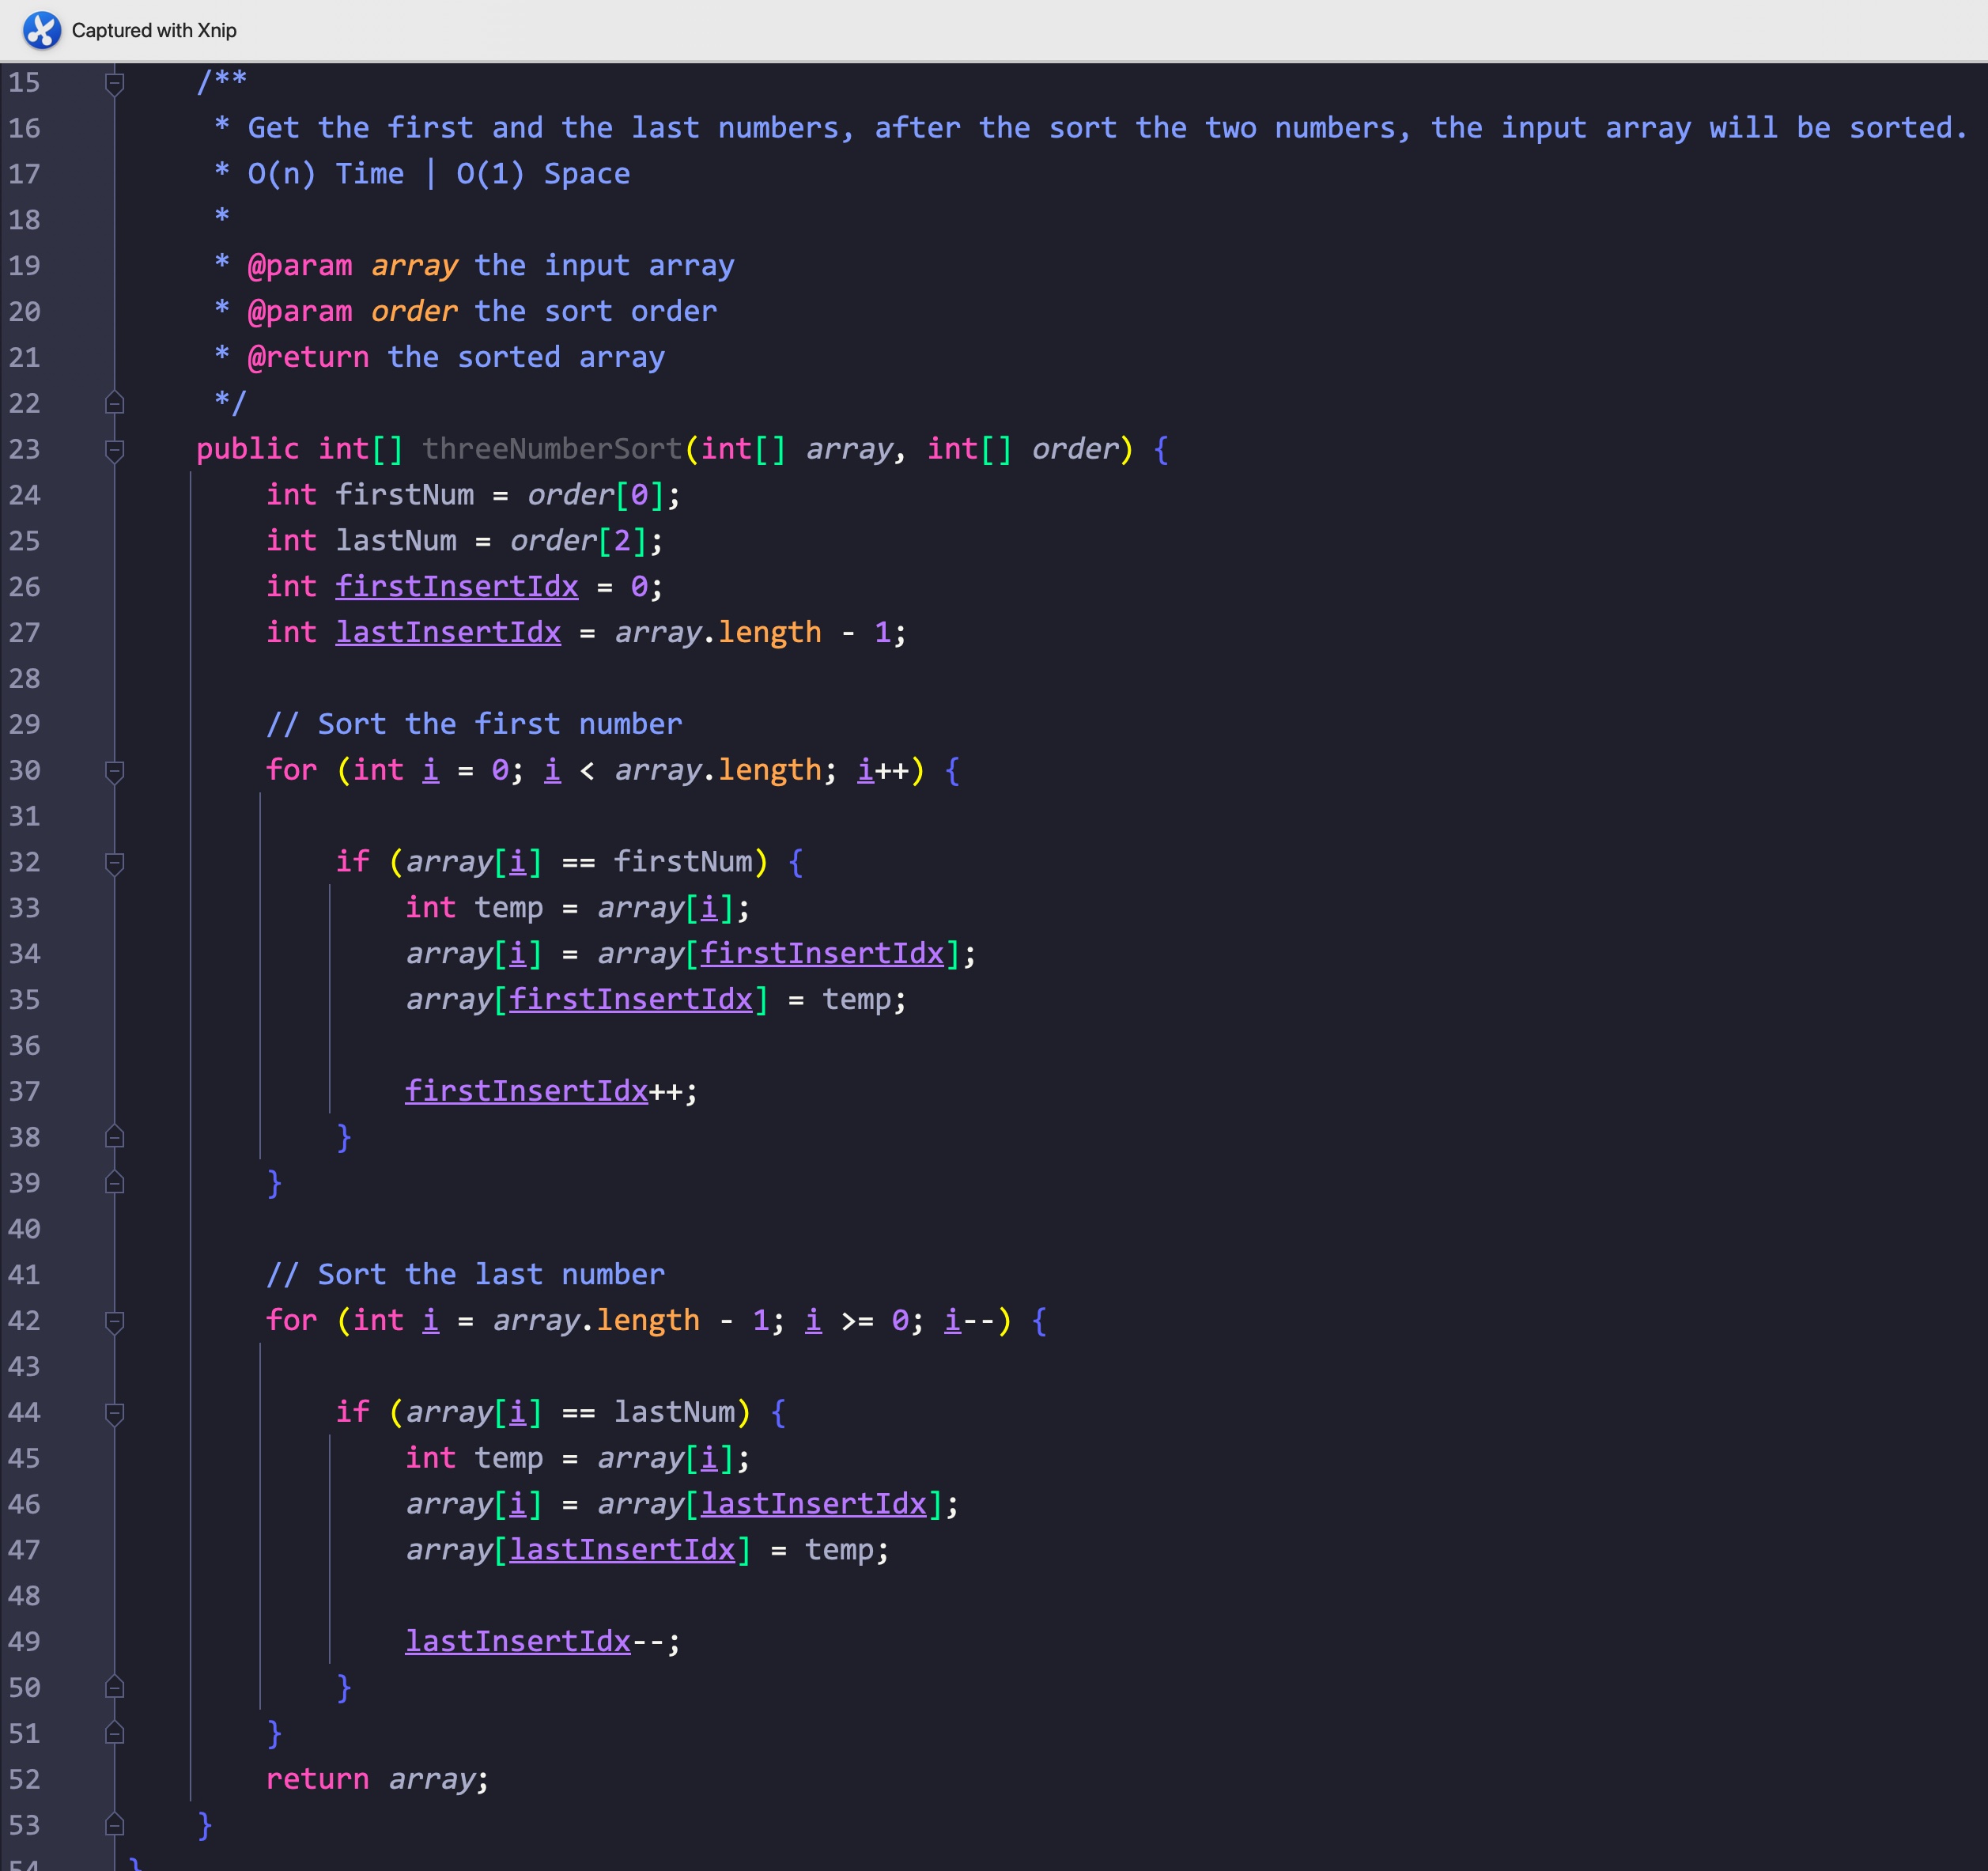 Captured with Xnip
15 /**
16 * Get the first and the last numbers, after the sort the two numbers, the input array will be sorted.
17 * O(n) Time | O(1) Space
18 *
19 * @param array the input array
20 * @param order the sort order
21 * @return the sorted array
22 */
23 public int[] threeNumberSort(int[] array, int[] order) {
24 int firstNum = order[0];
25 int lastNum = order[2];
26 int firstInsertIdx = 0;
27 int lastInsertIdx = array.length - 1;
28
29 // Sort the first number
30 for (int i = 0; i < array.length; i++) {
31
32 if (array[i] == firstNum) {
33 int temp = array[i];
34 array[i] = array[firstInsertIdx];
35 array[firstInsertIdx] = temp;
36
37 firstInsertIdx++;
38 }
39 }
40
41 // Sort the last number
42 for (int i = array.length - 1; i >= 0; i--) {
43
44 if (array[i] == lastNum) {
45 int temp = array[i];
46 array[i] = array[lastInsertIdx];
47 array[lastInsertIdx] = temp;
48
49 lastInsertIdx--;
50 }
51 }
52 return array;
53 }
54 }